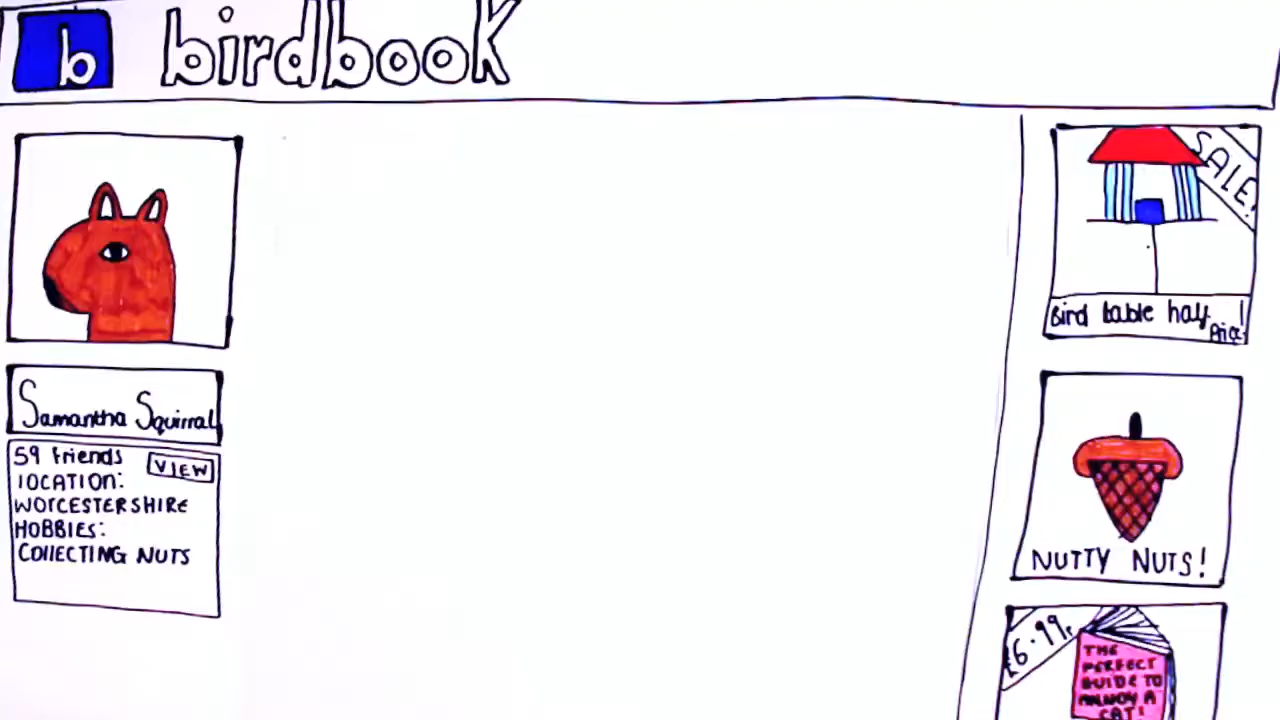 b birdbook
Samantha Squirral
59 Friends
VIEW
LOCATION:
WORCESTERSHIRE
HOBBIES:
COLLECTING NUTS
SALE!
Bird table half
Price!
NUTTY NUTS!
£6.99
THE
PERFECT
GUIDE TO
ANNOY A
CAT!